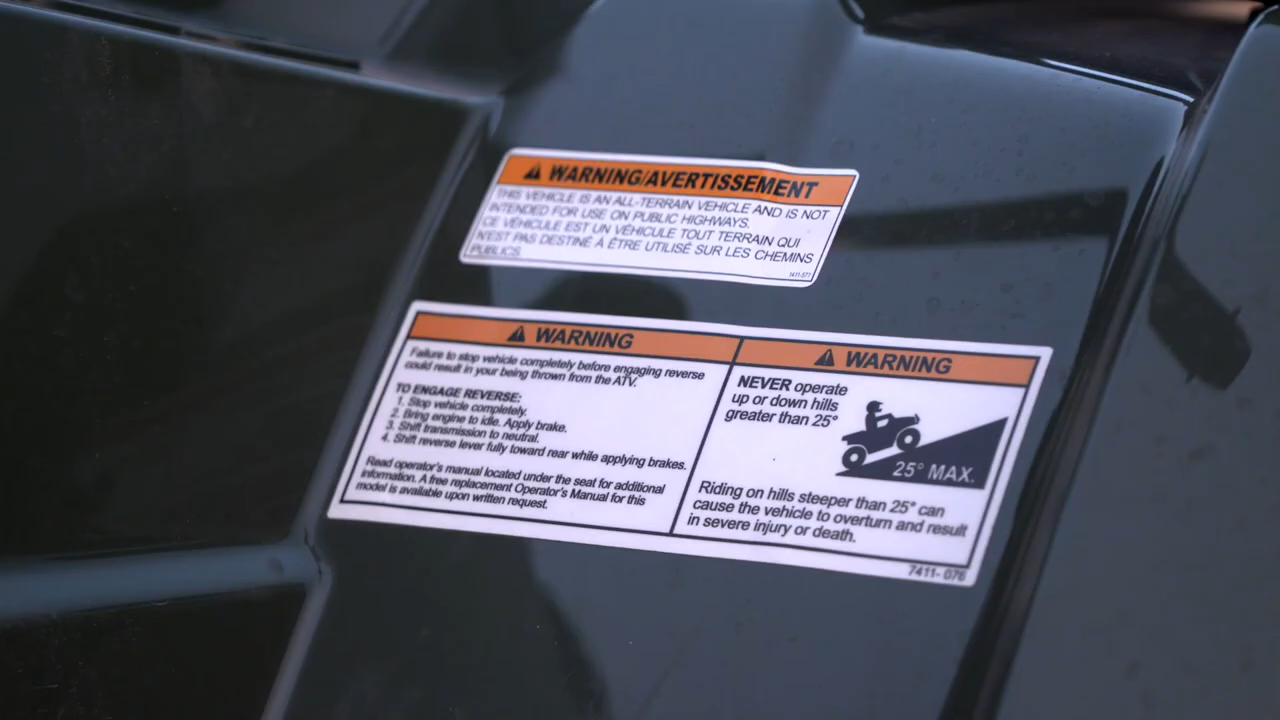 WARNING/AVERTISSEMENT
THIS VEHICLE IS AN ALL-TERRAIN VEHICLE AND IS NOT
INTENDED FOR USE ON PUBLIC HIGHWAYS.
CE VÉHICULE EST UN VÉHICULE TOUT TERRAIN QUI
N'EST PAS DESTINÉ À ÊTRE UTILISÉ SUR LES CHEMINS
PUBLICS.
WARNING
Failure to stop vehicle completely before engaging reverse
could result in your being thrown from the ATV.
TO ENGAGE REVERSE:
1. Stop vehicle completely.
2. Bring engine to idle. Apply brake.
3. Shift transmission to neutral.
4. Shift reverse lever fully toward rear while applying brakes.
Read operator's manual located under the seat for additional
information. A free replacement Operator's Manual for this
model is available upon written request.
WARNING
NEVER operate
up or down hills
greater than 25°
25° MAX.
Riding on hills steeper than 25° can
cause the vehicle to overturn and result
in severe injury or death.
7411-076